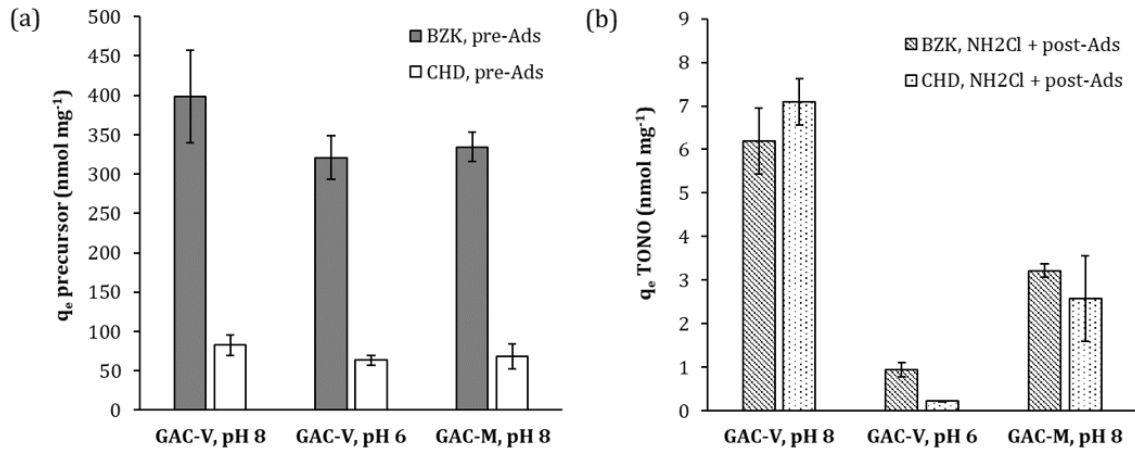 (a)
500
450
400
350
300
250
200
150
100
50
0
qₑ precursor (nmol mg⁻¹)
BZK, pre-Ads
CHD, pre-Ads
GAC-V, pH 8 GAC-V, pH 6 GAC-M, pH 8
(b)
9
8
7
6
5
4
3
2
1
0
qₑ TONO (nmol mg⁻¹)
BZK, NH2Cl + post-Ads
CHD, NH2Cl + post-Ads
GAC-V, pH 8 GAC-V, pH 6 GAC-M, pH 8